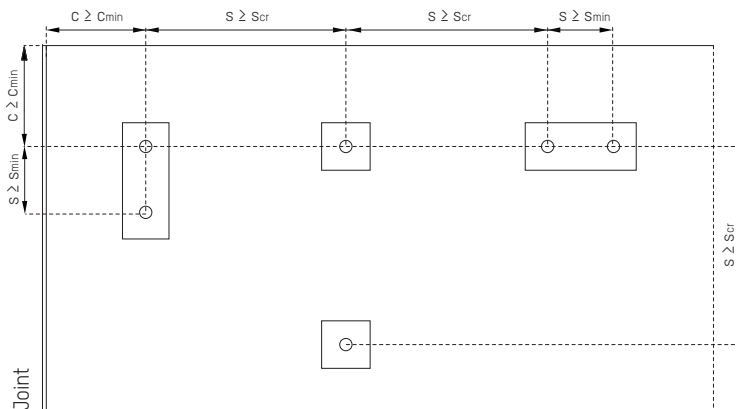 C ≥ Cmin
S ≥ Scr
S ≥ Scr
S ≥ Smin
C ≥ Cmin
S ≥ Smin
S ≥ Scr
Joint